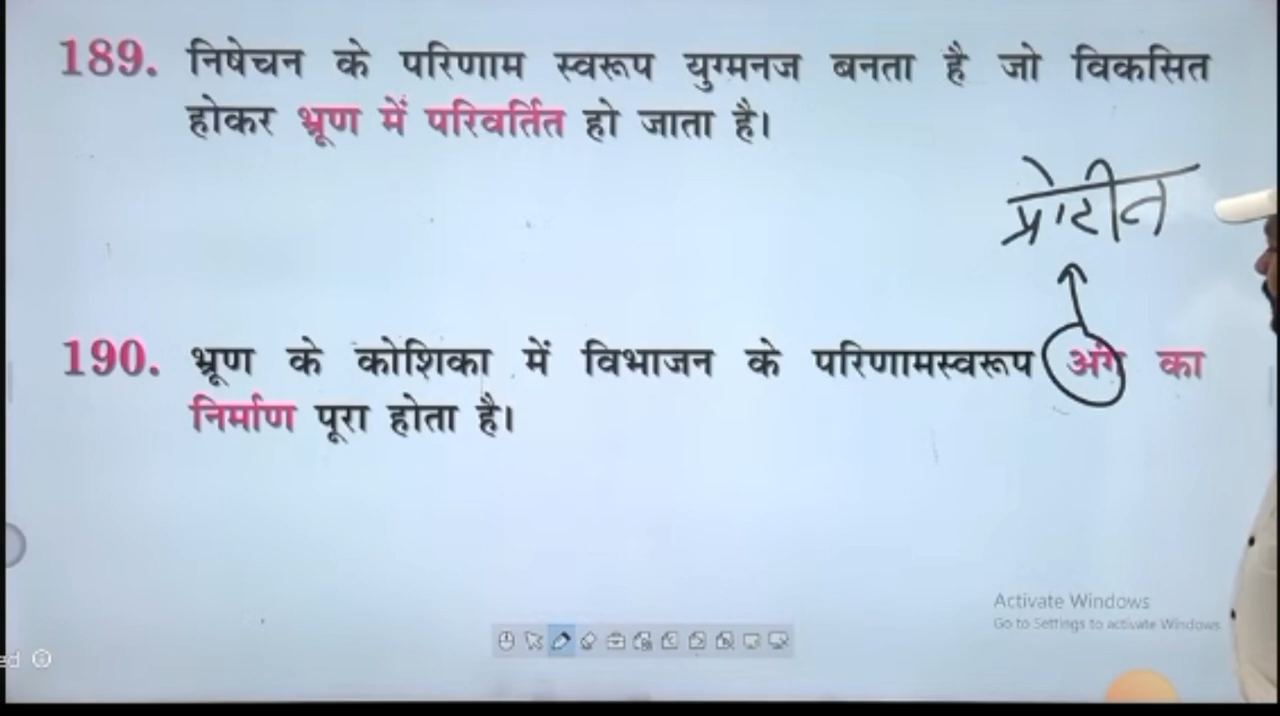 189. निषेचन के परिणाम स्वरूप युग्मनज बनता है जो विकसित
होकर भ्रूण में परिवर्तित हो जाता है।
प्रोटीन
190. भ्रूण के कोशिका में विभाजन के परिणामस्वरूप अंग का
निर्माण पूरा होता है।
Activate Windows
Go to Settings to activate Windows